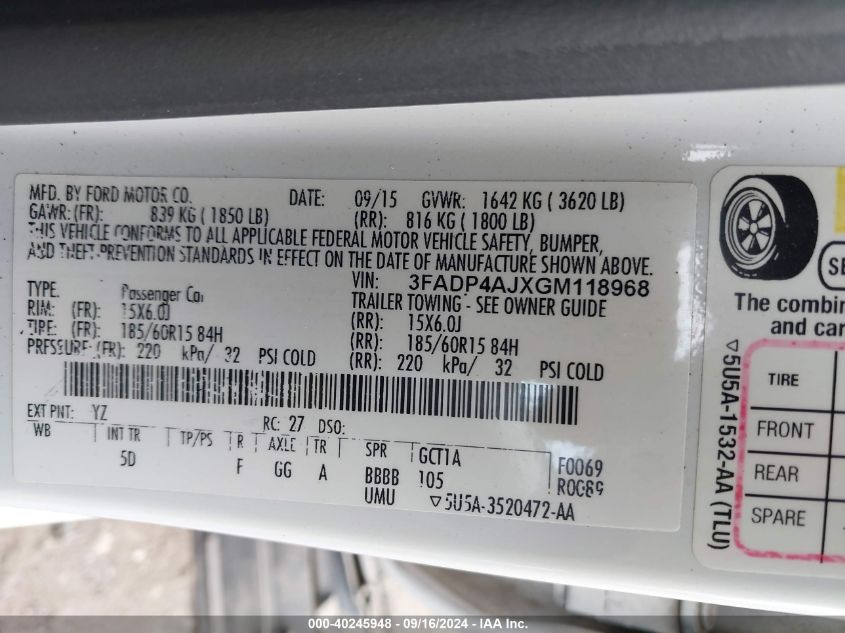 MFD. BY FORD MOTOR CO. DATE: 09/15 GVWR: 1642 KG ( 3620 LB)
GAWR: (FR): 839 KG ( 1850 LB) (RR): 816 KG ( 1800 LB)
THIS VEHICLE CONFORMS TO ALL APPLICABLE FEDERAL MOTOR VEHICLE SAFETY, BUMPER,
AND THEFT-PREVENTION STANDARDS IN EFFECT ON THE DATE OF MANUFACTURE SHOWN ABOVE.
VIN: 3FADP4AJXGM118968
TYPE: Passenger Car TRAILER TOWING - SEE OWNER GUIDE
RIM: (FR): 15X6.0J (RR): 15X6.0J
TIRE: (FR): 185/60R15 84H (RR): 185/60R15 84H
PRESSURE: (FR): 220 kPa/ 32 PSI COLD (RR): 220 kPa/ 32 PSI COLD
EXT PNT: YZ RC: 27 DSO:
WB INT TR TP/PS R AXLE TR SPR GCT1A F0069
5D F GG A BBBB 105
UMU ▽5U5A-3520472-AA
The combin
and car
▽5U5A-1532-AA (TLU)
TIRE
FRONT
REAR
SPARE
000-40245948 - 09/16/2024 - IAA Inc.